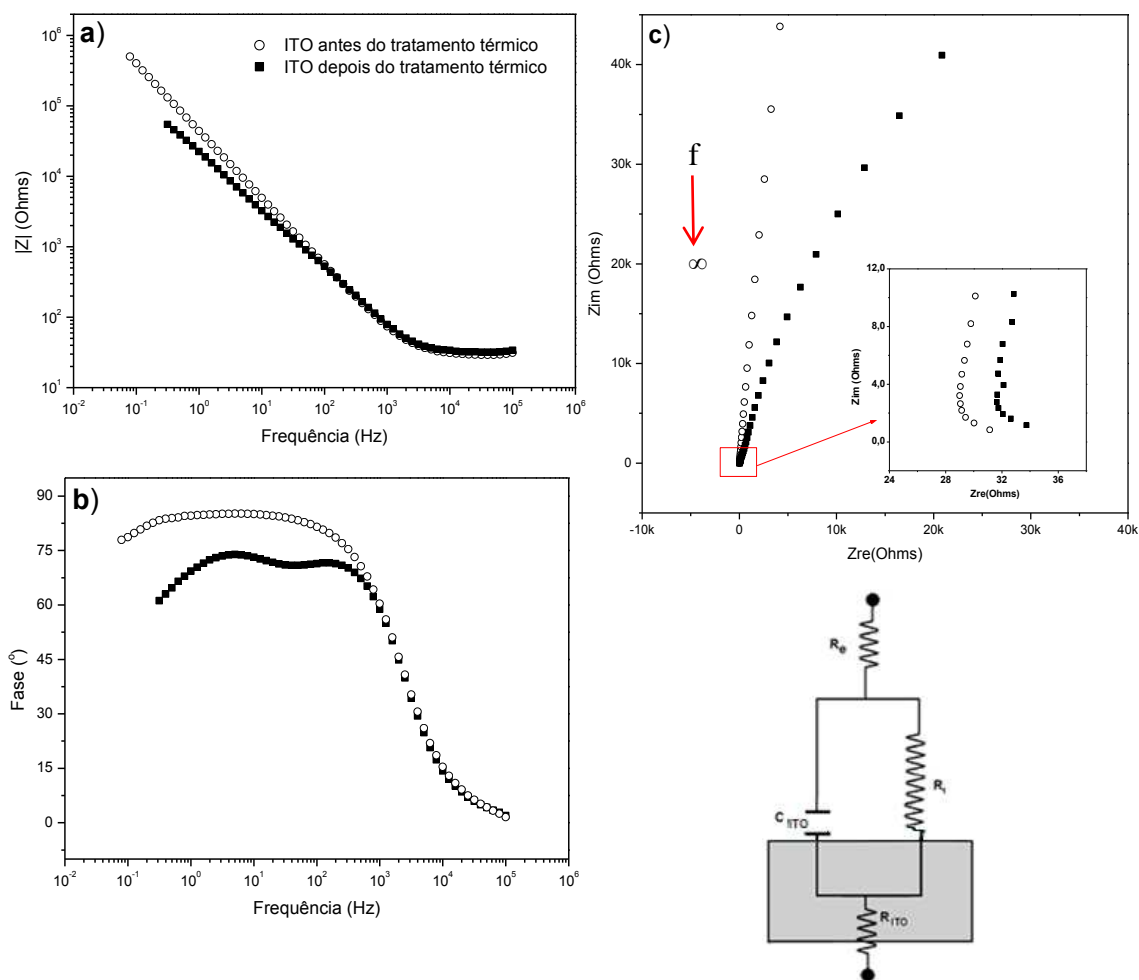 a)
ITO antes do tratamento térmico
ITO depois do tratamento térmico
|Z| (Ohms)
10^6
10^5
10^4
10^3
10^2
10^1
10^-2 10^-1 10^0 10^1 10^2 10^3 10^4 10^5 10^6
Frequência (Hz)
b)
Fase (°)
90
75
60
45
30
15
0
10^-2 10^-1 10^0 10^1 10^2 10^3 10^4 10^5 10^6
Frequência (Hz)
c)
Zim (Ohms)
40k
30k
20k
10k
0
-10k 0 10k 20k 30k 40k
Zre(Ohms)
f
∞
Zim (Ohms)
12,0
8,0
4,0
0,0
24 28 32 36
Zre(Ohms)
R_e
C_ITO
R_ITO